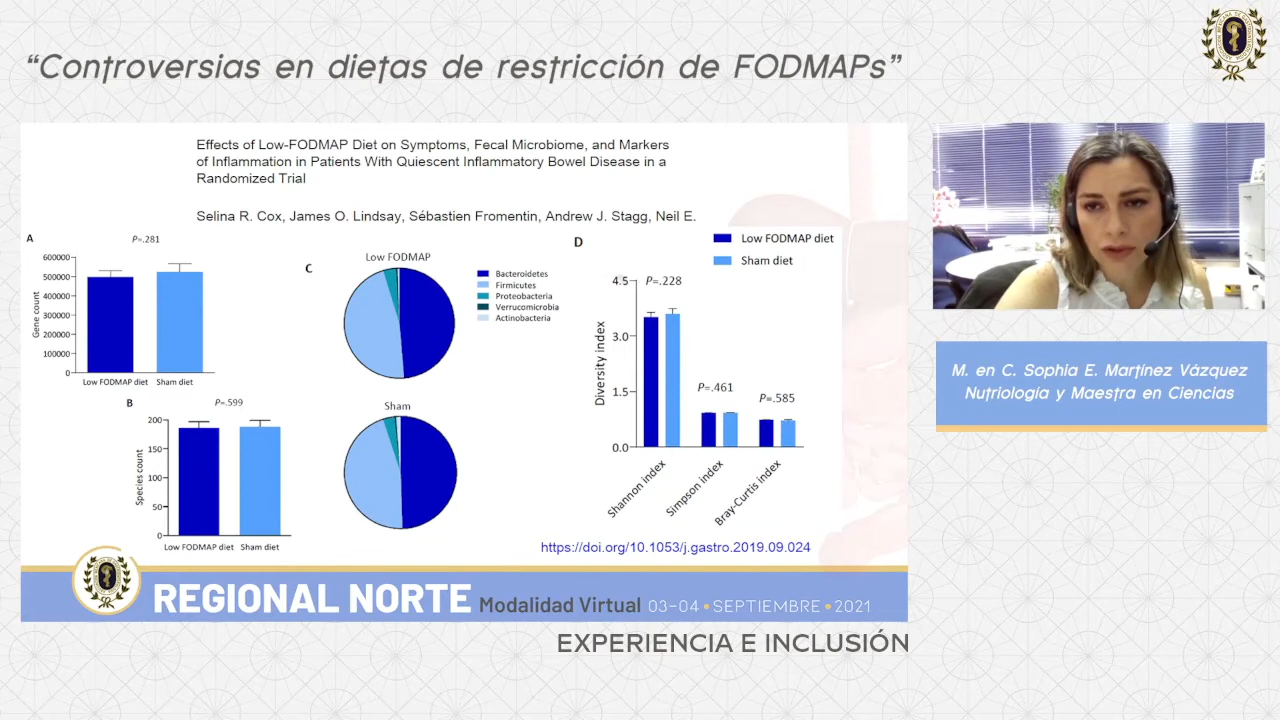 “Controversias en dietas de restricción de FODMAPs”
Effects of Low-FODMAP Diet on Symptoms, Fecal Microbiome, and Markers
of Inflammation in Patients With Quiescent Inflammatory Bowel Disease in a
Randomized Trial
Selina R. Cox, James O. Lindsay, Sébastien Fromentin, Andrew J. Stagg, Neil E.
A
P=.281
600000
500000
400000
300000
200000
100000
0
Gene count
Low FODMAP diet
Sham diet
B
P=.599
200
150
100
50
0
Species count
Low FODMAP diet
Sham diet
C
Low FODMAP
Bacteroidetes
Firmicutes
Proteobacteria
Verrucomicrobia
Actinobacteria
Sham
D
Low FODMAP diet
Sham diet
4.5
3.0
1.5
0.0
Diversity index
P=.228
P=.461
P=.585
Shannon index
Simpson index
Bray-Curtis index
https://doi.org/10.1053/j.gastro.2019.09.024
M. en C. Sophia E. Martínez Vázquez
Nutriología y Maestra en Ciencias
REGIONAL NORTE Modalidad Virtual 03-04 • SEPTIEMBRE • 2021
EXPERIENCIA E INCLUSIÓN